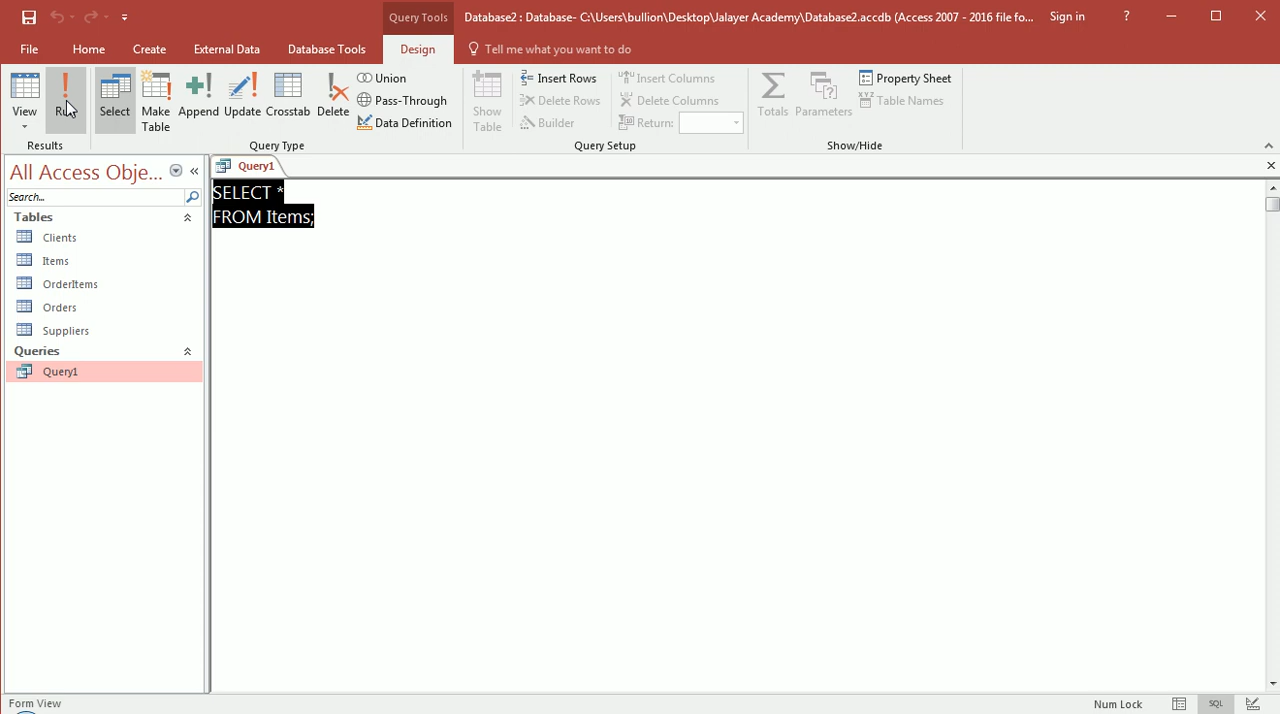 Query Tools
Database2 : Database- C:\Users\bullion\Desktop\Jalayer Academy\Database2.accdb (Access 2007 - 2016 file fo...
Sign in
?
File
Home
Create
External Data
Database Tools
Design
Tell me what you want to do
View
Select
Make Table
Append
Update
Crosstab
Delete
Union
Pass-Through
Data Definition
Show Table
Insert Rows
Delete Rows
Builder
Insert Columns
Delete Columns
Return:
Totals
Parameters
Property Sheet
XYZ Table Names
Results
Query Type
Query Setup
Show/Hide
All Access Obje...
Search...
Tables
Clients
Items
OrderItems
Orders
Suppliers
Queries
Query1
Query1
SELECT *
FROM Items;
Form View
Num Lock
SQL